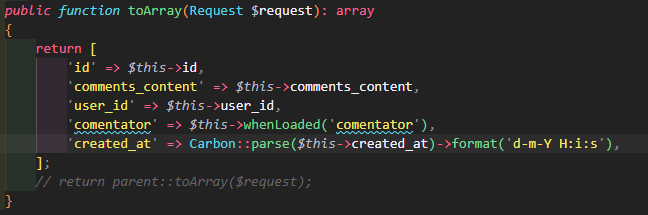 public function toArray(Request $request): array
{
    return [
        'id' => $this->id,
        'comments_content' => $this->comments_content,
        'user_id' => $this->user_id,
        'comentator' => $this->whenLoaded('comentator'),
        'created_at' => Carbon::parse($this->created_at)->format('d-m-Y H:i:s'),
    ];
    // return parent::toArray($request);
}